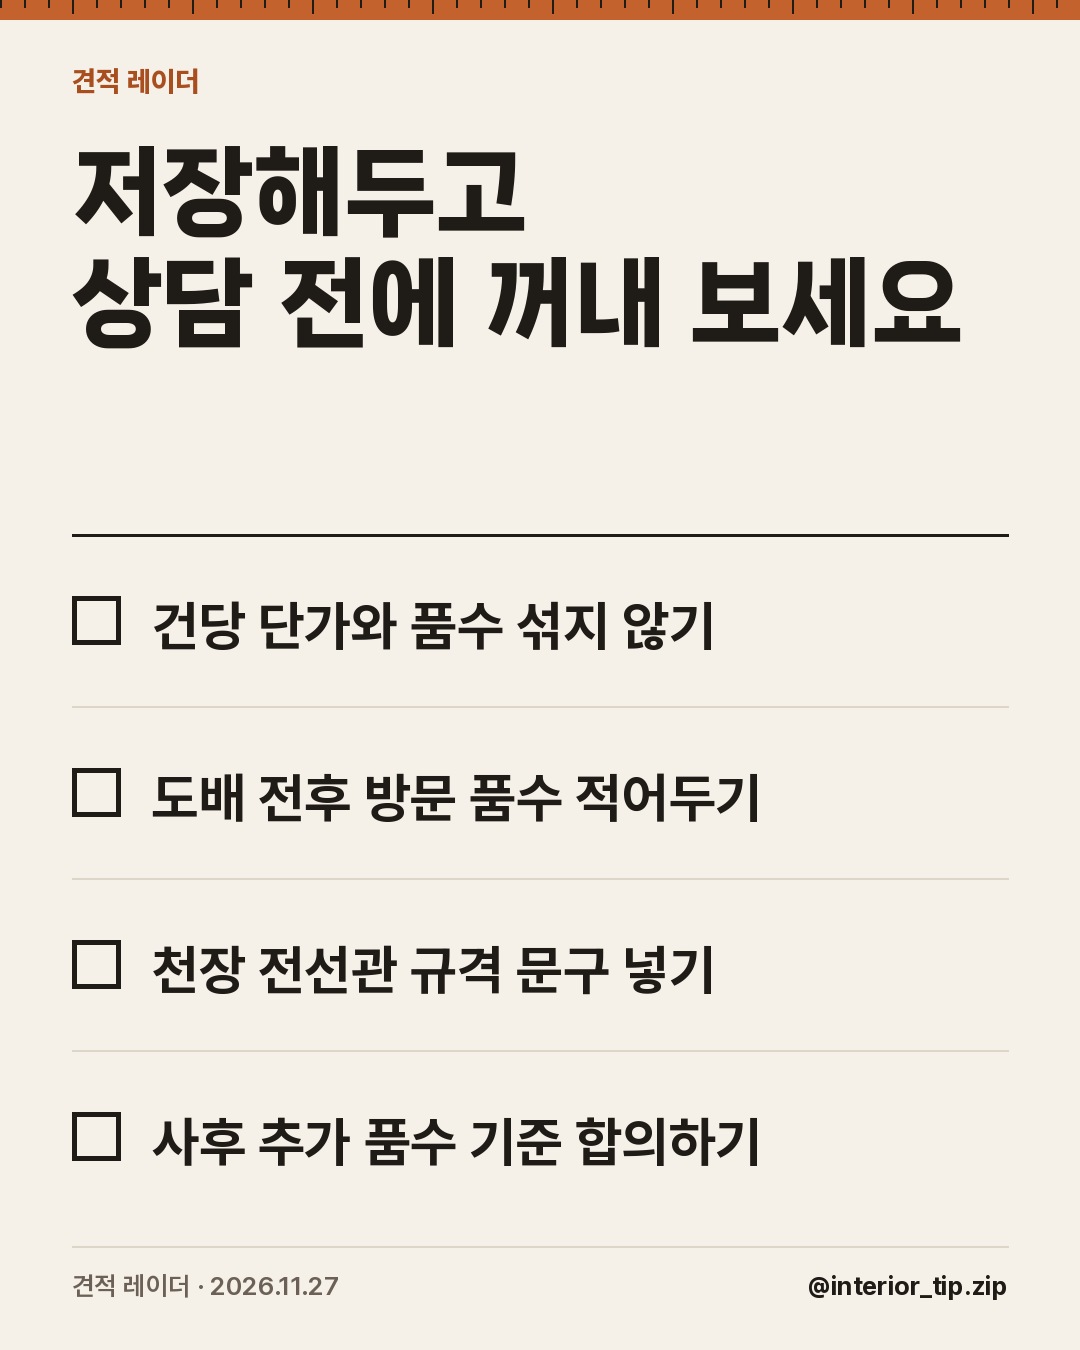 견적 레이더
저장해두고
상담 전에 꺼내 보세요
건당 단가와 품수 섞지 않기
도배 전후 방문 품수 적어두기
천장 전선관 규격 문구 넣기
사후 추가 품수 기준 합의하기
견적 레이더 · 2026.11.27
@interior_tip.zip